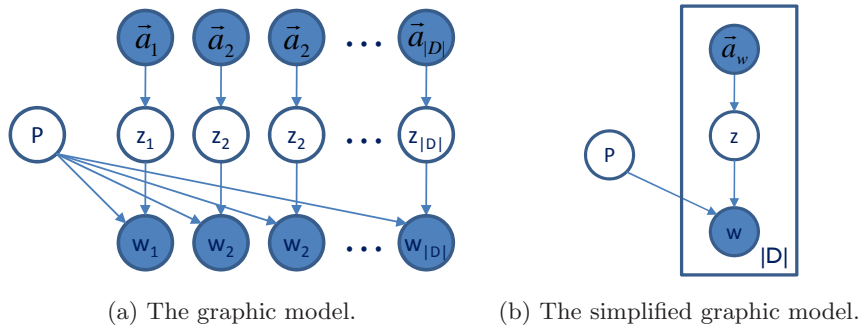 a⃗₁ a⃗₂ a⃗₂ ... a⃗|D|
P z₁ z₂ z₂ ... z|D|
w₁ w₂ w₂ ... w|D|
(a) The graphic model.
a⃗w
P z
w
|D|
(b) The simplified graphic model.